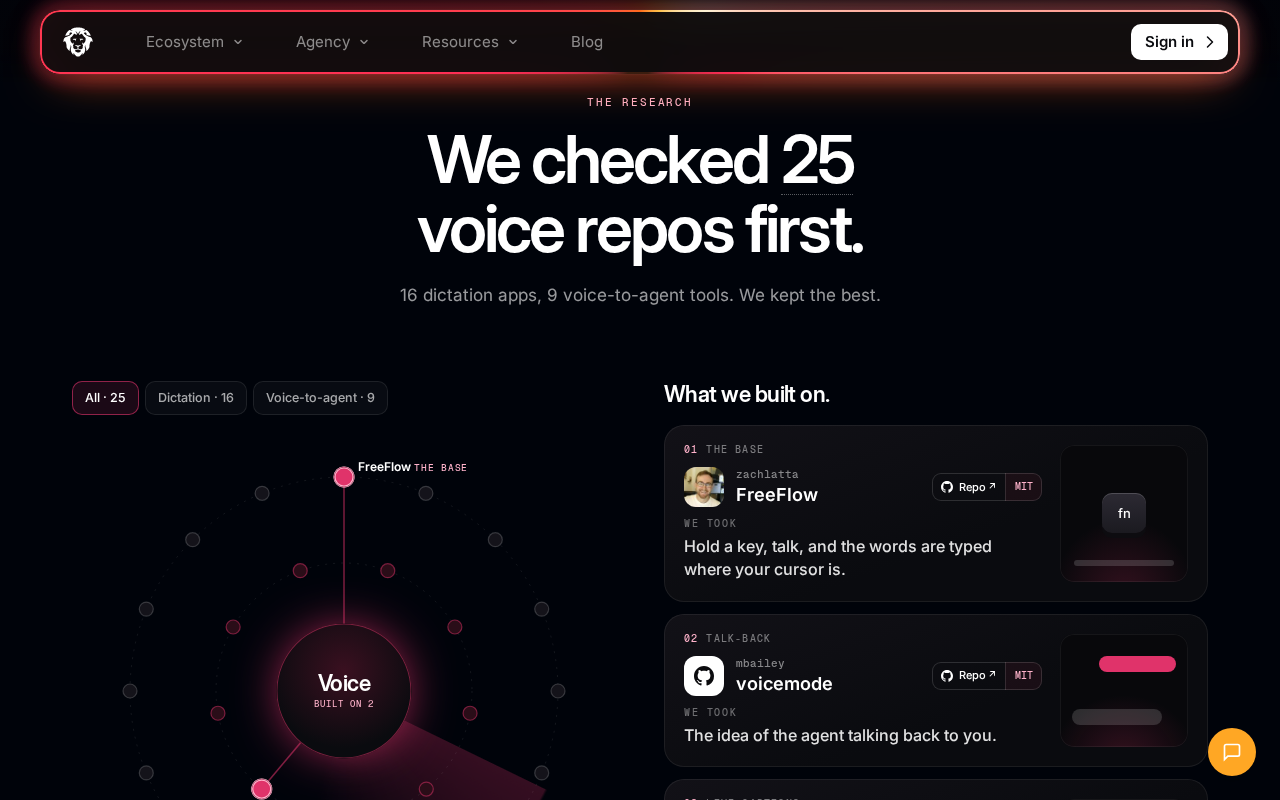 Ecosystem
Agency
Resources
Blog
Sign in
THE RESEARCH
We checked 25
voice repos first.
16 dictation apps, 9 voice-to-agent tools. We kept the best.
All · 25
Dictation · 16
Voice-to-agent · 9
FreeFlow THE BASE
Voice
BUILT ON 2
What we built on.
01 THE BASE
zachlatta
FreeFlow
Repo ↗
MIT
WE TOOK
Hold a key, talk, and the words are typed
where your cursor is.
fn
02 TALK-BACK
mbailey
voicemode
Repo ↗
MIT
WE TOOK
The idea of the agent talking back to you.